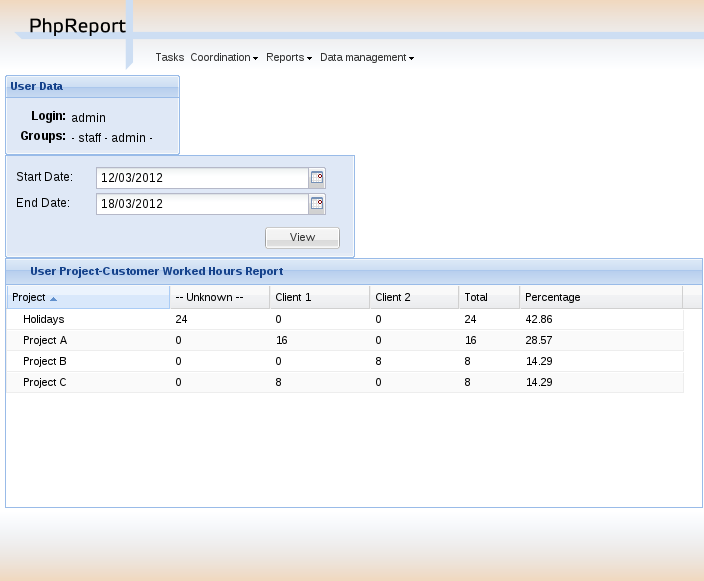 PhpReport
Tasks Coordination Reports Data management
User Data
Login: admin
Groups: - staff - admin -
Start Date: 12/03/2012
End Date: 18/03/2012
View
User Project-Customer Worked Hours Report
Project -- Unknown -- Client 1 Client 2 Total Percentage
Holidays 24 0 0 24 42.86
Project A 0 16 0 16 28.57
Project B 0 0 8 8 14.29
Project C 0 8 0 8 14.29